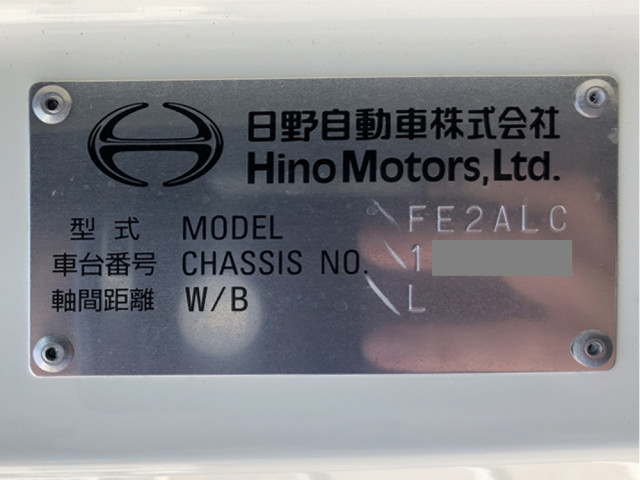 日野自動車株式会社
Hino Motors, Ltd.
型式 MODEL \FE2ALC
車台番号 CHASSIS NO. \1
軸間距離 W/B \L